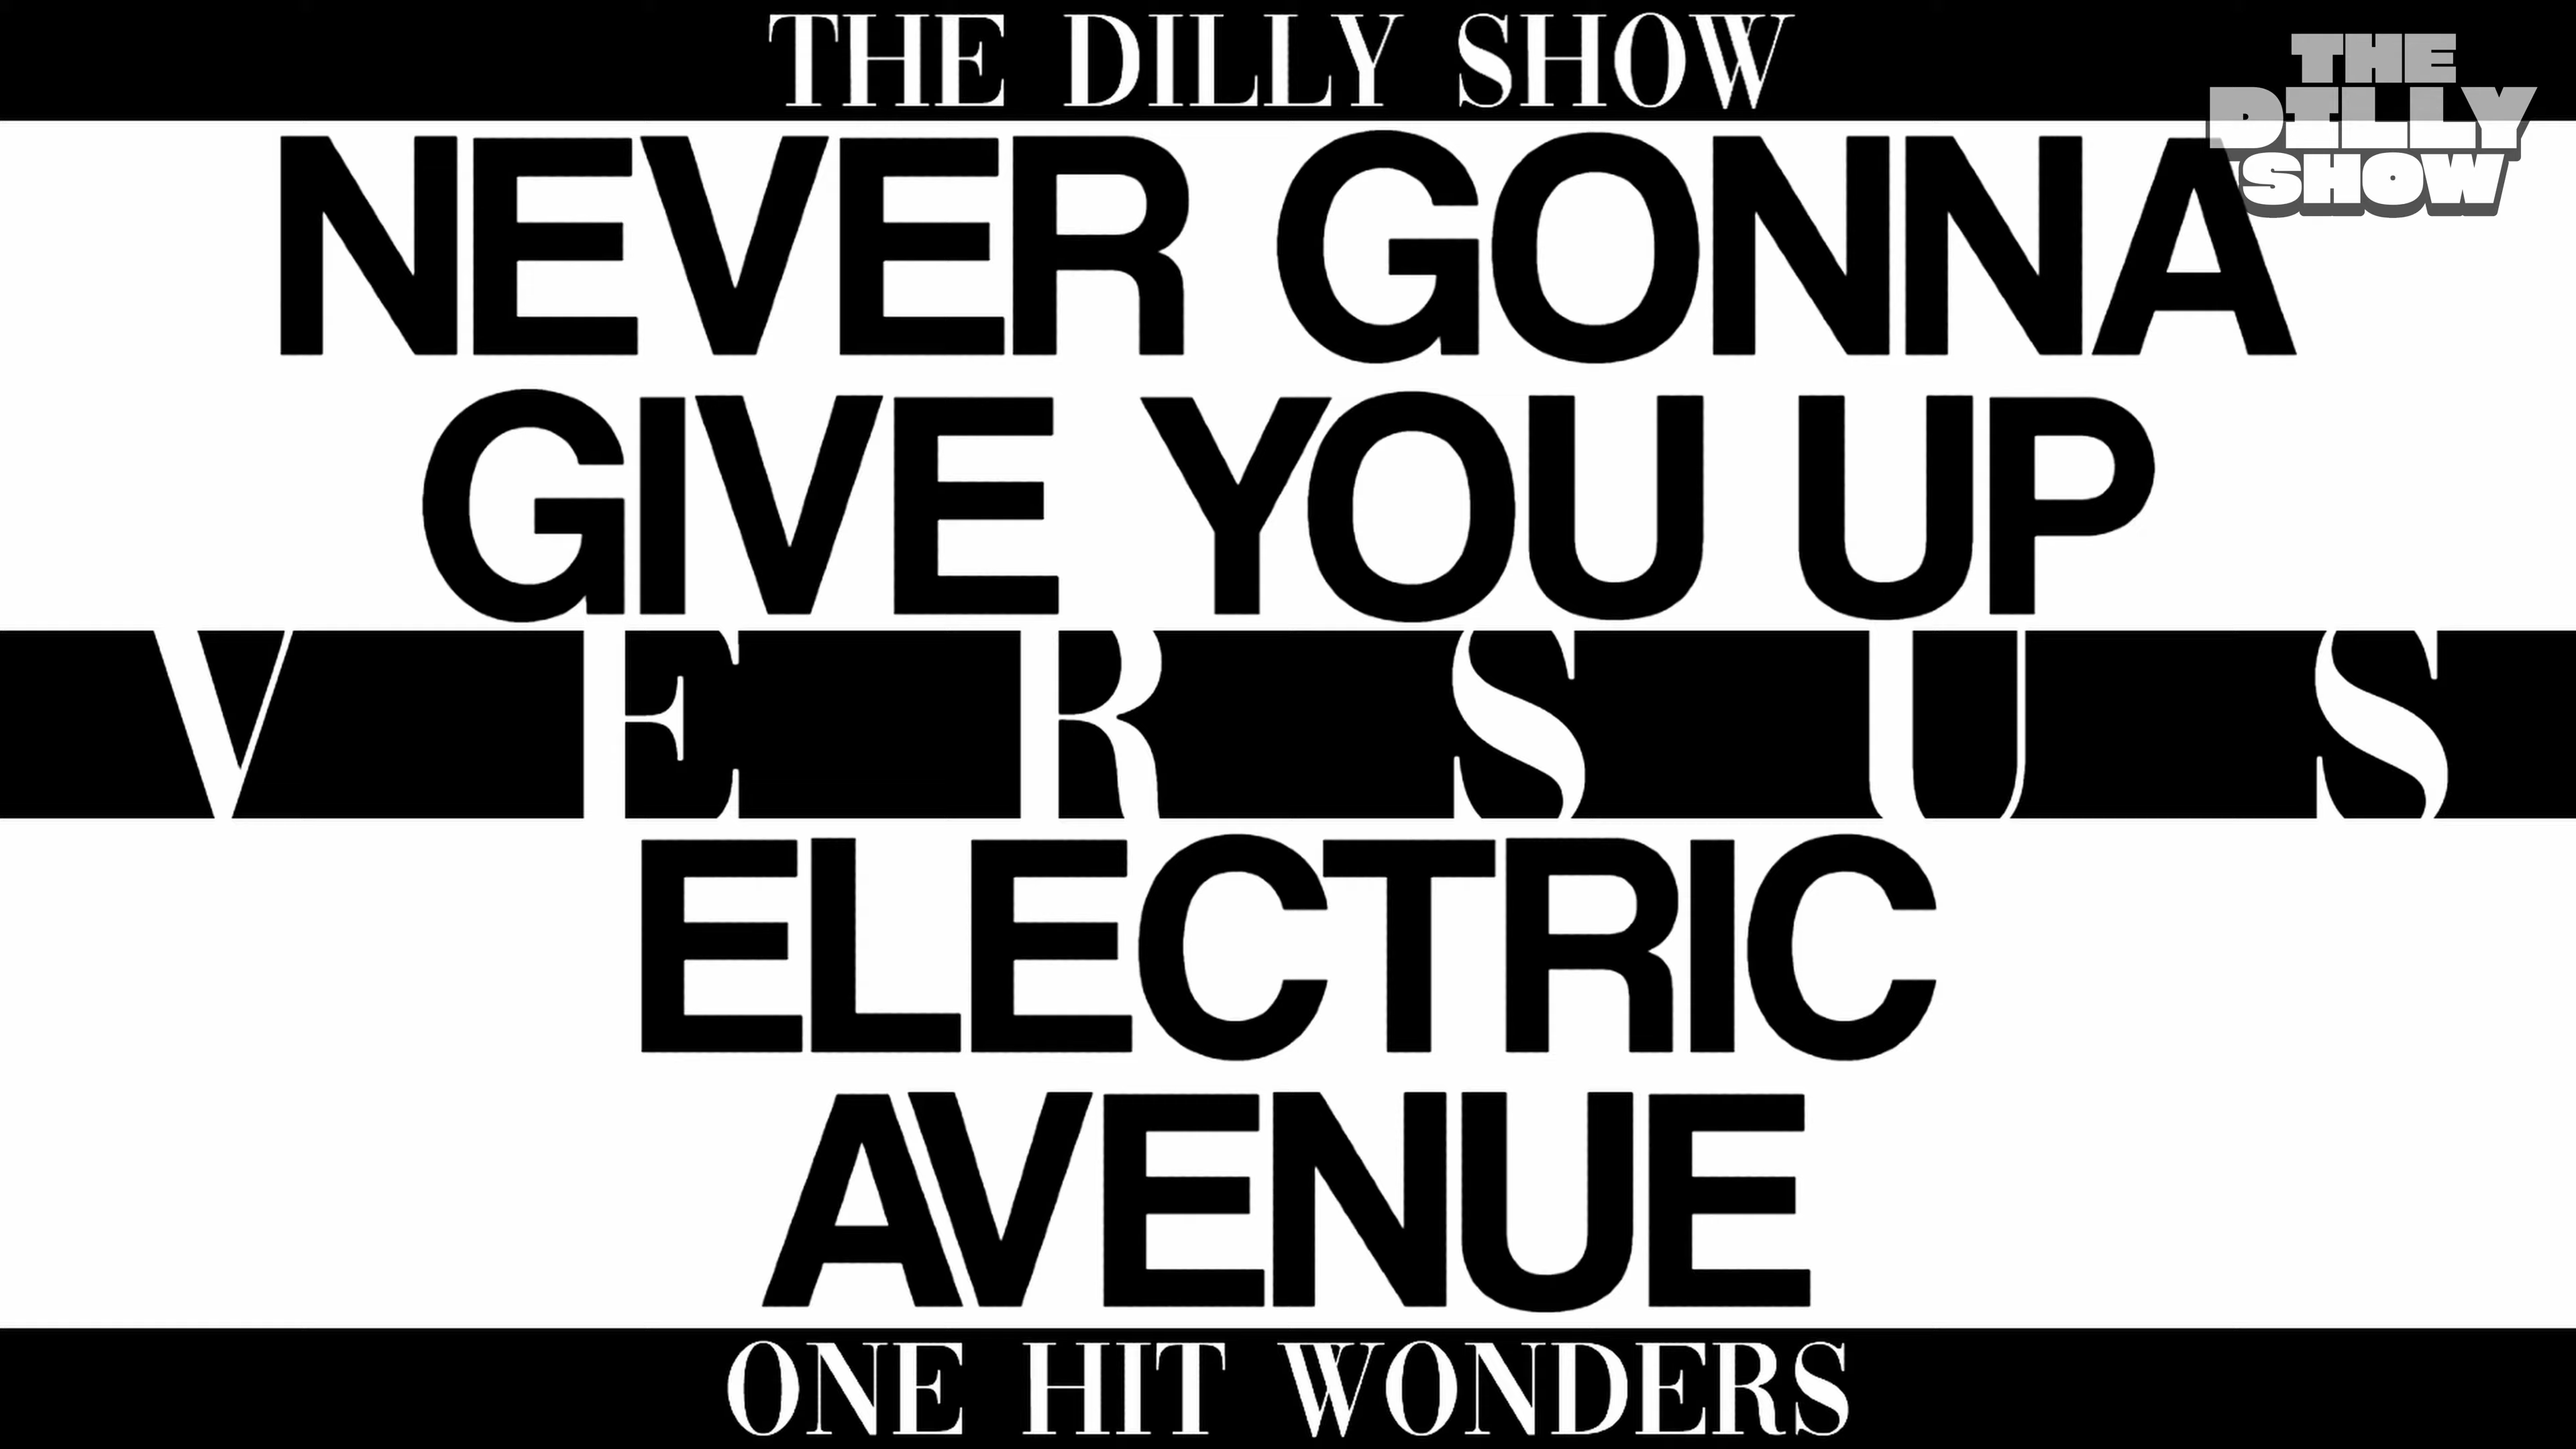 THE DILLY SHOW
THE
DILLY
SHOW
NEVER GONNA
GIVE YOU UP
VERSUS
ELECTRIC
AVENUE
ONE HIT WONDERS